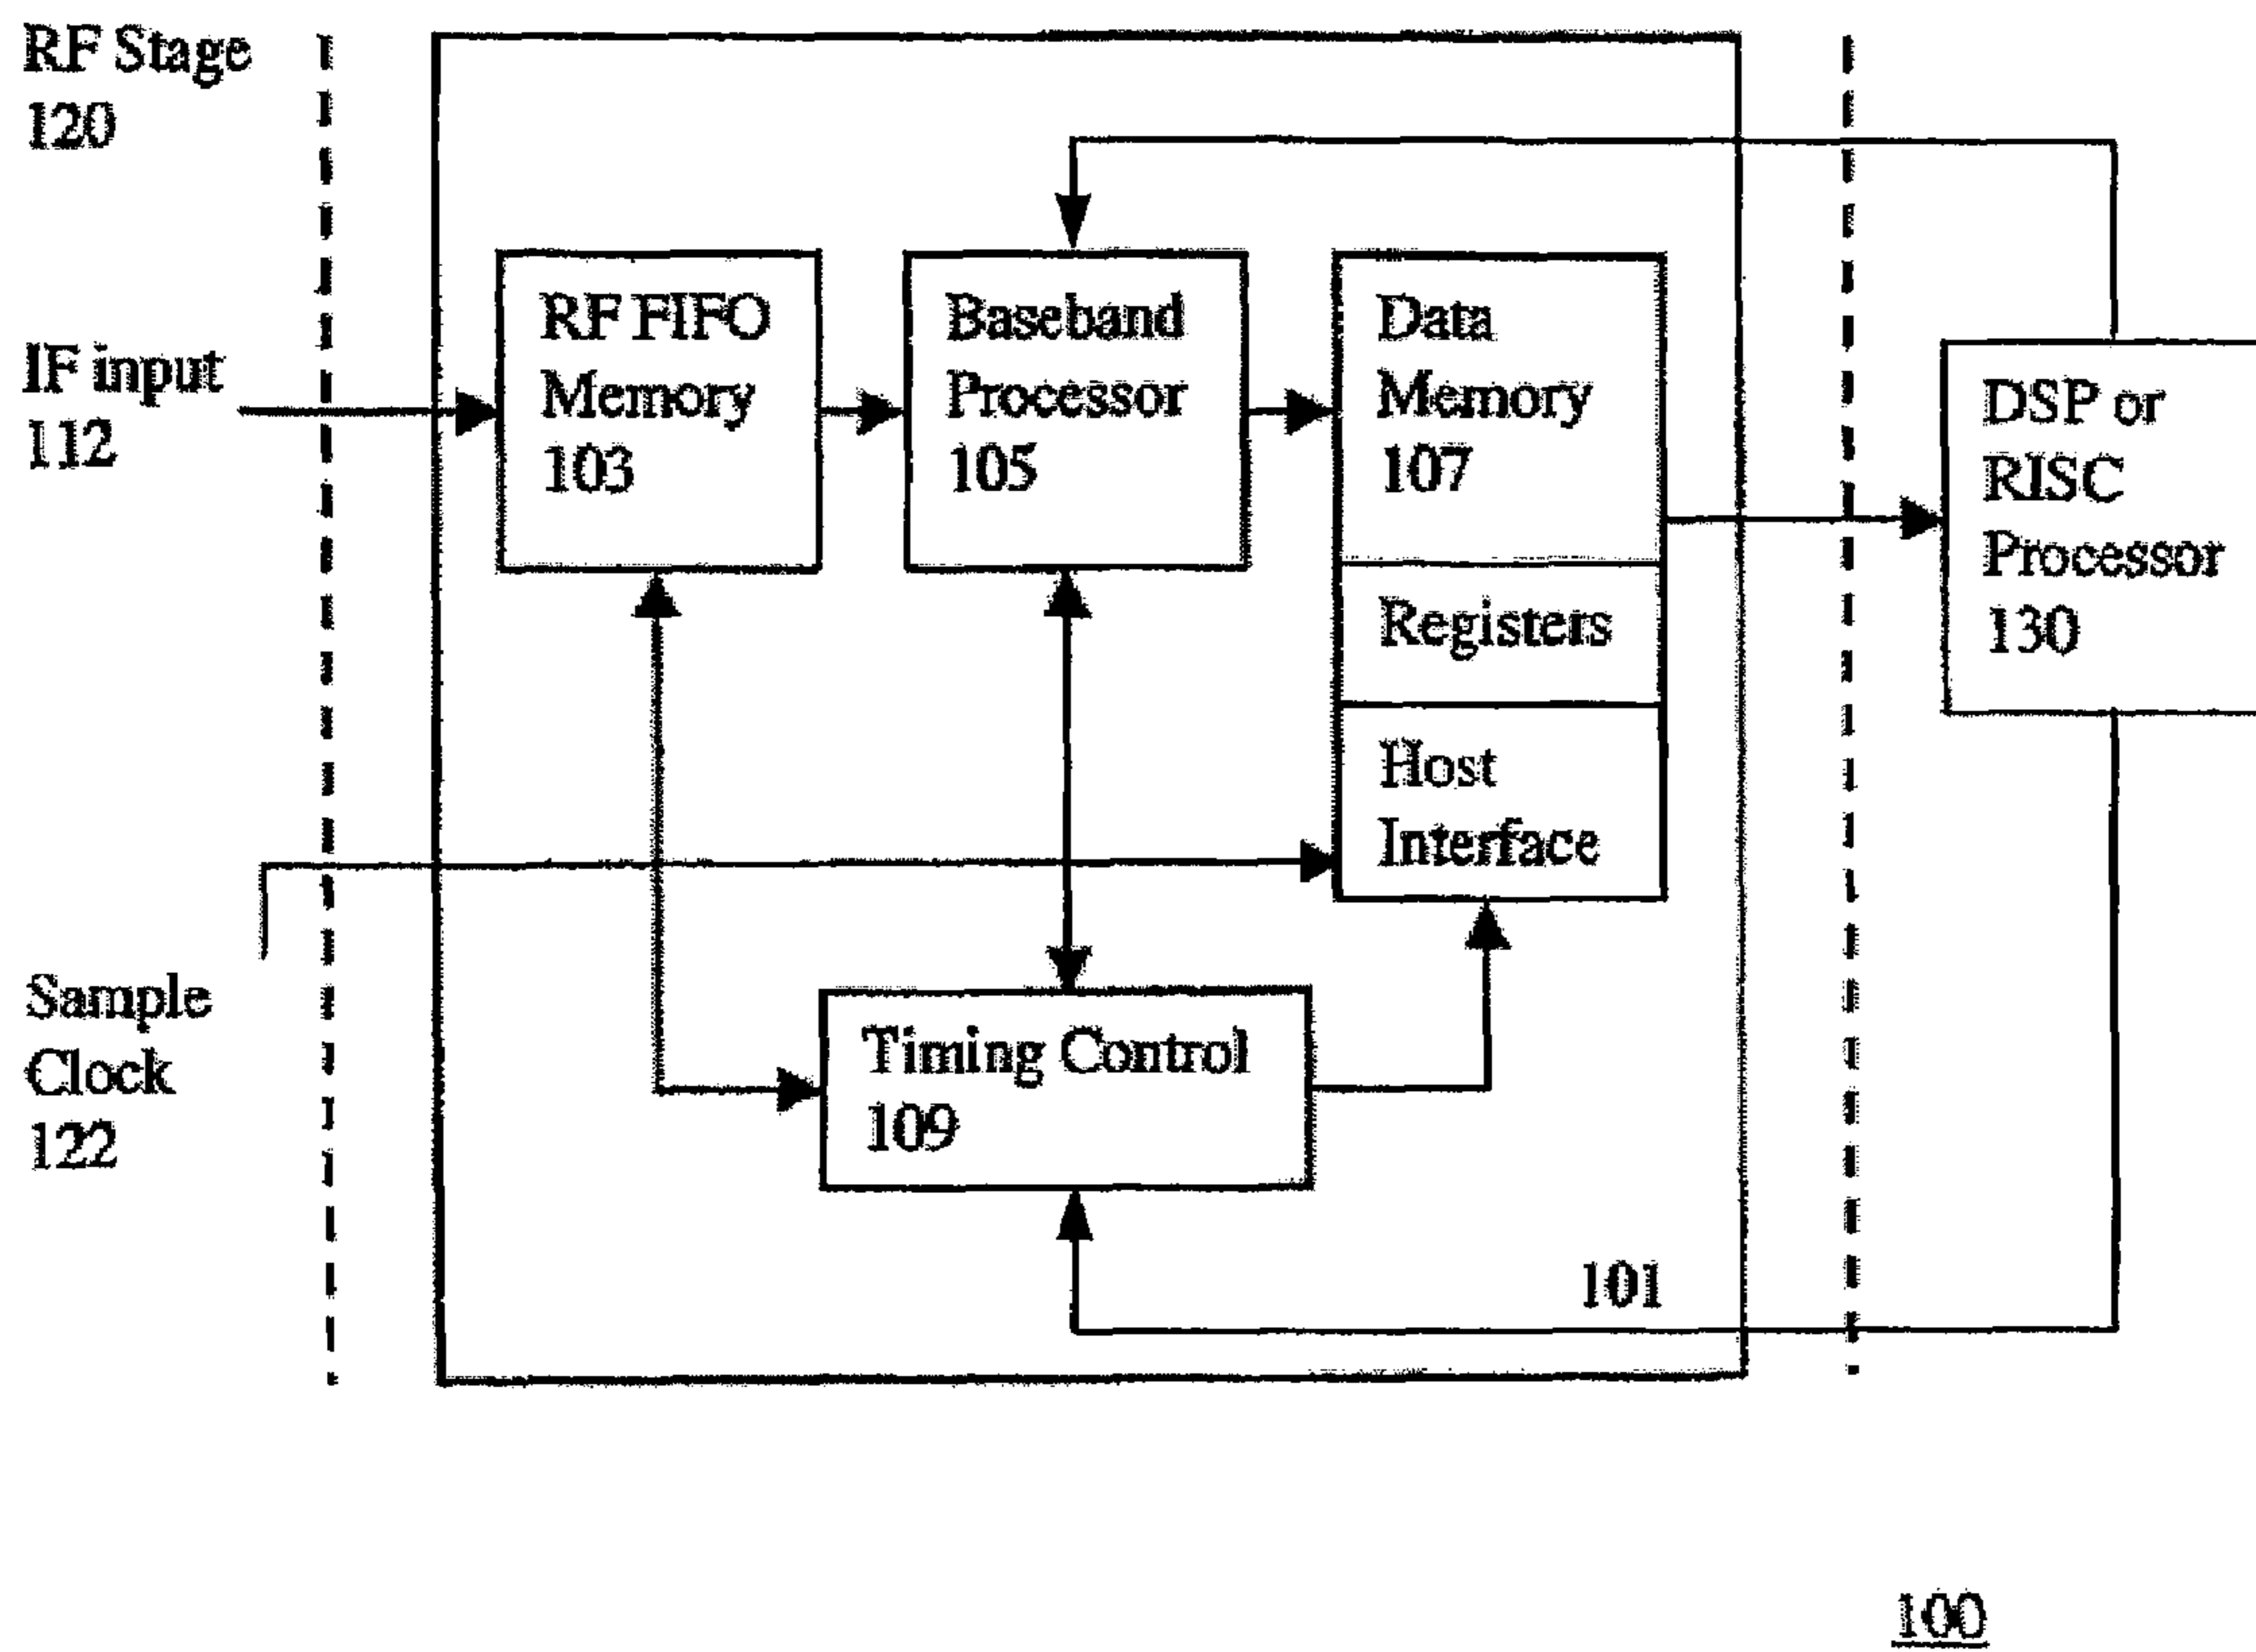 RF Stage
120
IF input
112
Sample
Clock
122
RF FIFO
Memory
103
Baseband
Processor
105
Data
Memory
107
Registers
Host
Interface
Timing Control
109
101
DSP or
RISC
Processor
130
100